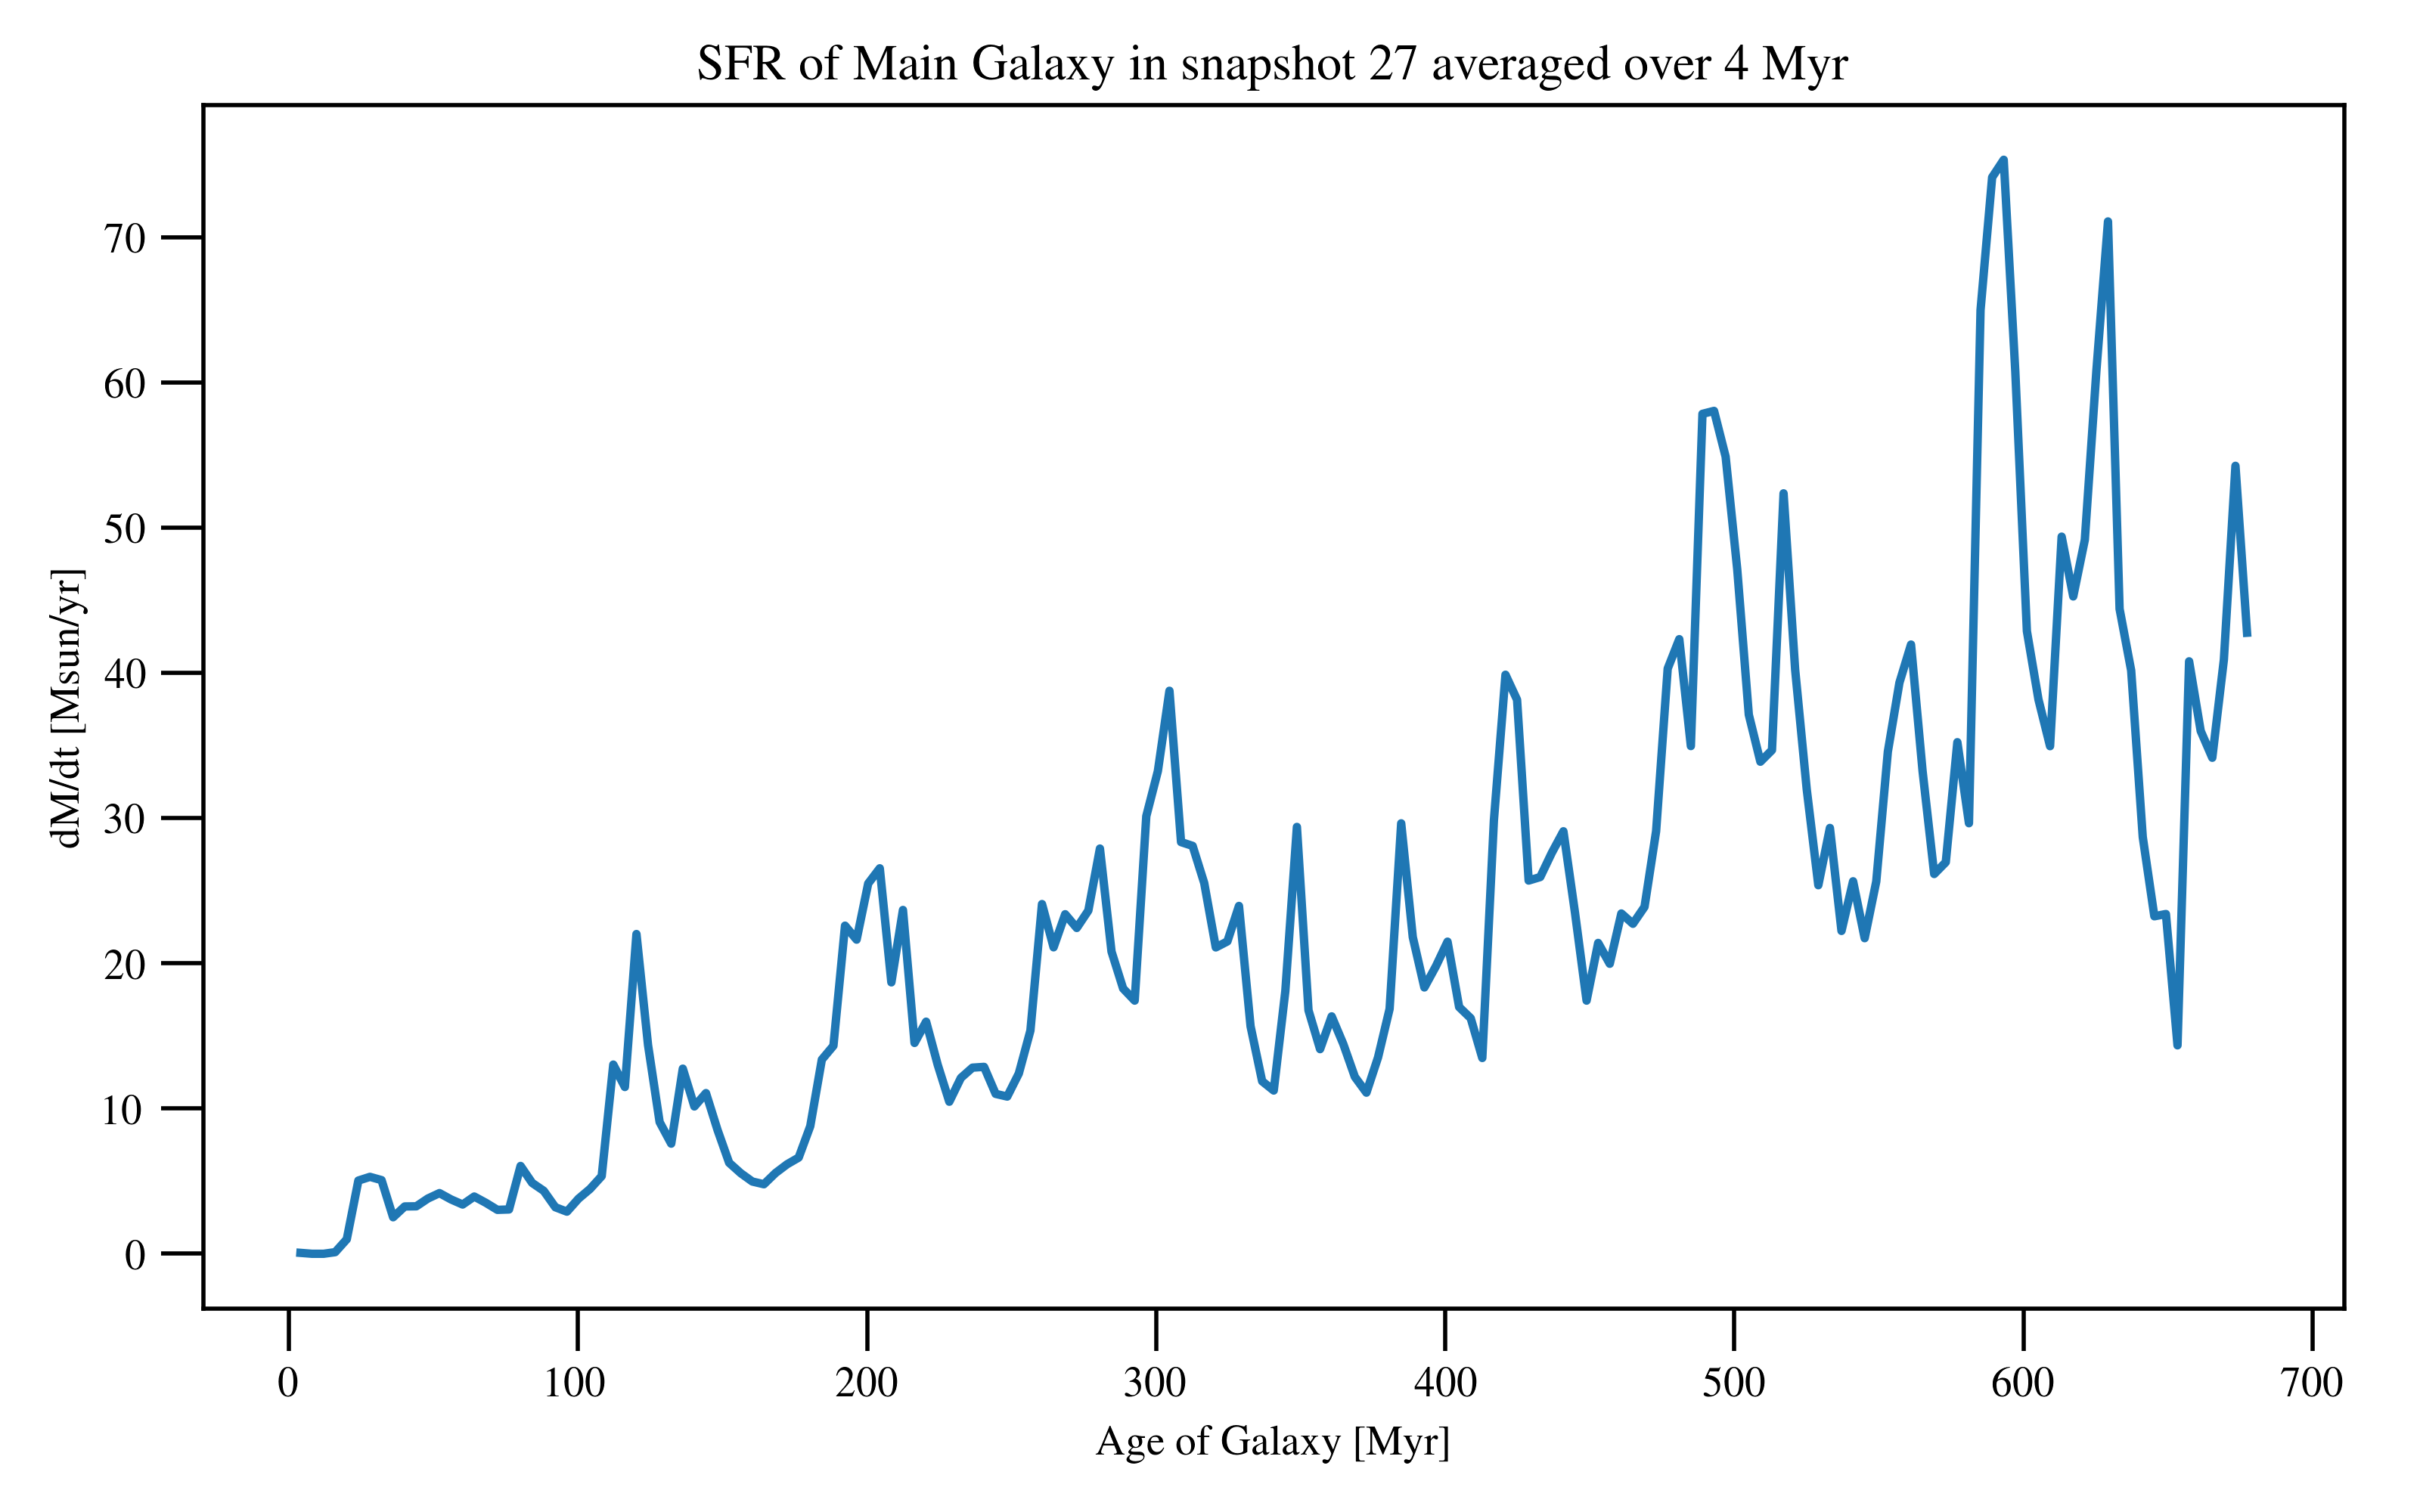 SFR of Main Galaxy in snapshot 27 averaged over 4 Myr
dM/dt [Msun/yr]
70
60
50
40
30
20
10
0
0 100 200 300 400 500 600 700
Age of Galaxy [Myr]